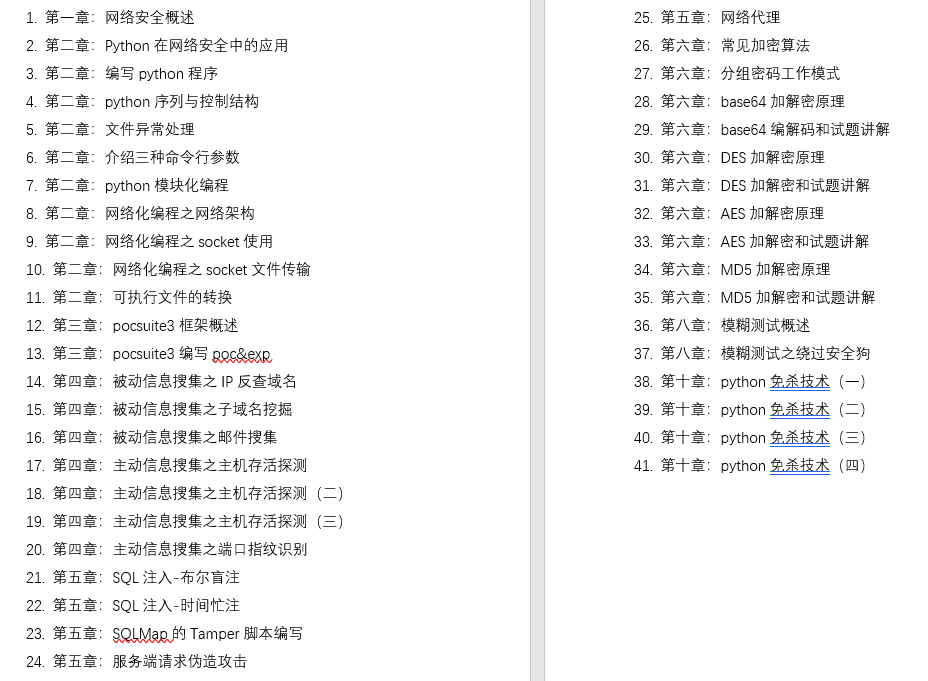 1. 第一章：网络安全概述
2. 第二章：Python 在网络安全中的应用
3. 第二章：编写 python 程序
4. 第二章：python 序列与控制结构
5. 第二章：文件异常处理
6. 第二章：介绍三种命令行参数
7. 第二章：python 模块化编程
8. 第二章：网络化编程之网络架构
9. 第二章：网络化编程之 socket 使用
10. 第二章：网络化编程之 socket 文件传输
11. 第二章：可执行文件的转换
12. 第三章：pocsuite3 框架概述
13. 第三章：pocsuite3 编写 poc&exp
14. 第四章：被动信息搜集之 IP 反查域名
15. 第四章：被动信息搜集之子域名挖掘
16. 第四章：被动信息搜集之邮件搜集
17. 第四章：主动信息搜集之主机存活探测
18. 第四章：主动信息搜集之主机存活探测（二）
19. 第四章：主动信息搜集之主机存活探测（三）
20. 第四章：主动信息搜集之端口指纹识别
21. 第五章：SQL 注入-布尔盲注
22. 第五章：SQL 注入-时间忙注
23. 第五章：SQLMap 的 Tamper 脚本编写
24. 第五章：服务端请求伪造攻击
25. 第五章：网络代理
26. 第六章：常见加密算法
27. 第六章：分组密码工作模式
28. 第六章：base64 加解密原理
29. 第六章：base64 编解码和试题讲解
30. 第六章：DES 加解密原理
31. 第六章：DES 加解密和试题讲解
32. 第六章：AES 加解密原理
33. 第六章：AES 加解密和试题讲解
34. 第六章：MD5 加解密原理
35. 第六章：MD5 加解密和试题讲解
36. 第八章：模糊测试概述
37. 第八章：模糊测试之绕过安全狗
38. 第十章：python 免杀技术（一）
39. 第十章：python 免杀技术（二）
40. 第十章：python 免杀技术（三）
41. 第十章：python 免杀技术（四）